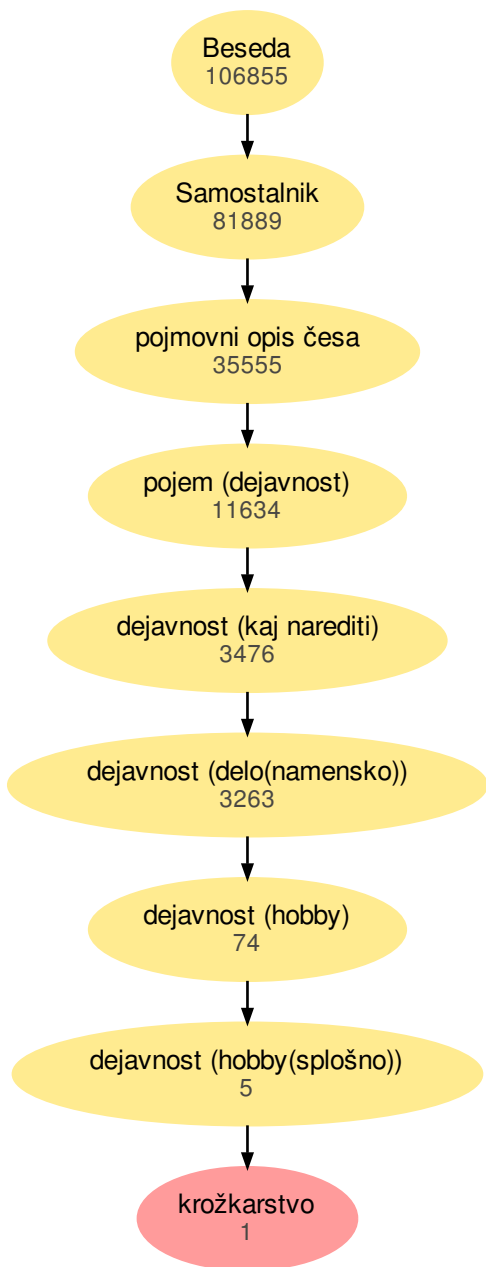 Beseda
106855
Samostalnik
81889
pojmovni opis česa
35555
pojem (dejavnost)
11634
dejavnost (kaj narediti)
3476
dejavnost (delo(namensko))
3263
dejavnost (hobby)
74
dejavnost (hobby(splošno))
5
krožkarstvo
1